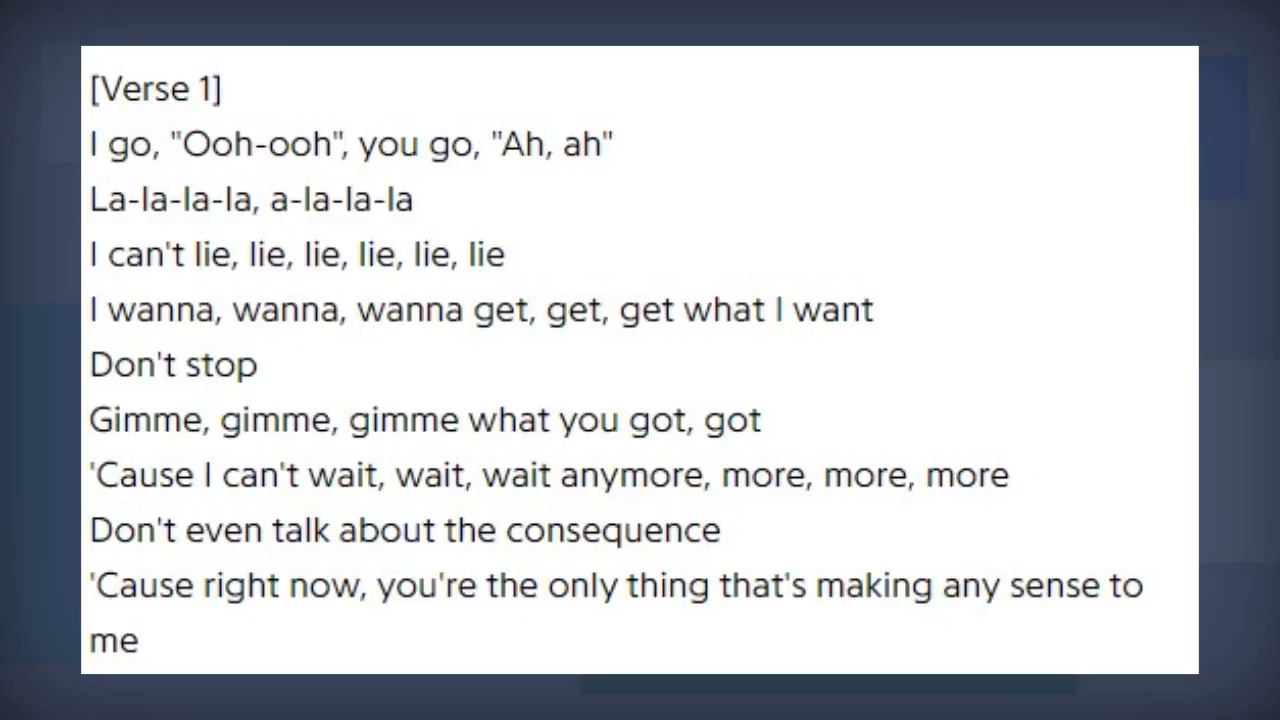 [Verse 1]
I go, "Ooh-ooh", you go, "Ah, ah"
La-la-la-la, a-la-la-la
I can't lie, lie, lie, lie, lie, lie
I wanna, wanna, wanna get, get, get what I want
Don't stop
Gimme, gimme, gimme what you got, got
'Cause I can't wait, wait, wait anymore, more, more, more
Don't even talk about the consequence
'Cause right now, you're the only thing that's making any sense to
me